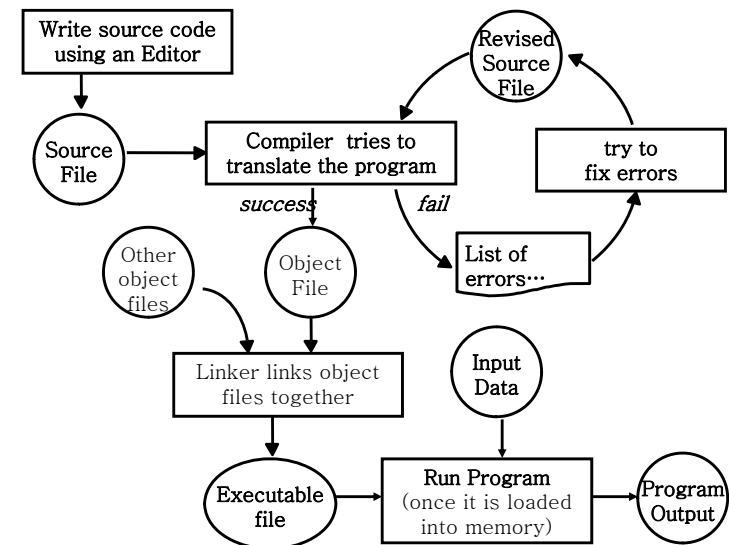 Write source code
using an Editor
Revised
Source
File
Source
File
Compiler tries to
translate the program
try to
fix errors
success
fail
Other
object
files
Object
File
List of
errors…
Linker links object
files together
Input
Data
Executable
file
Run Program
(once it is loaded
into memory)
Program
Output